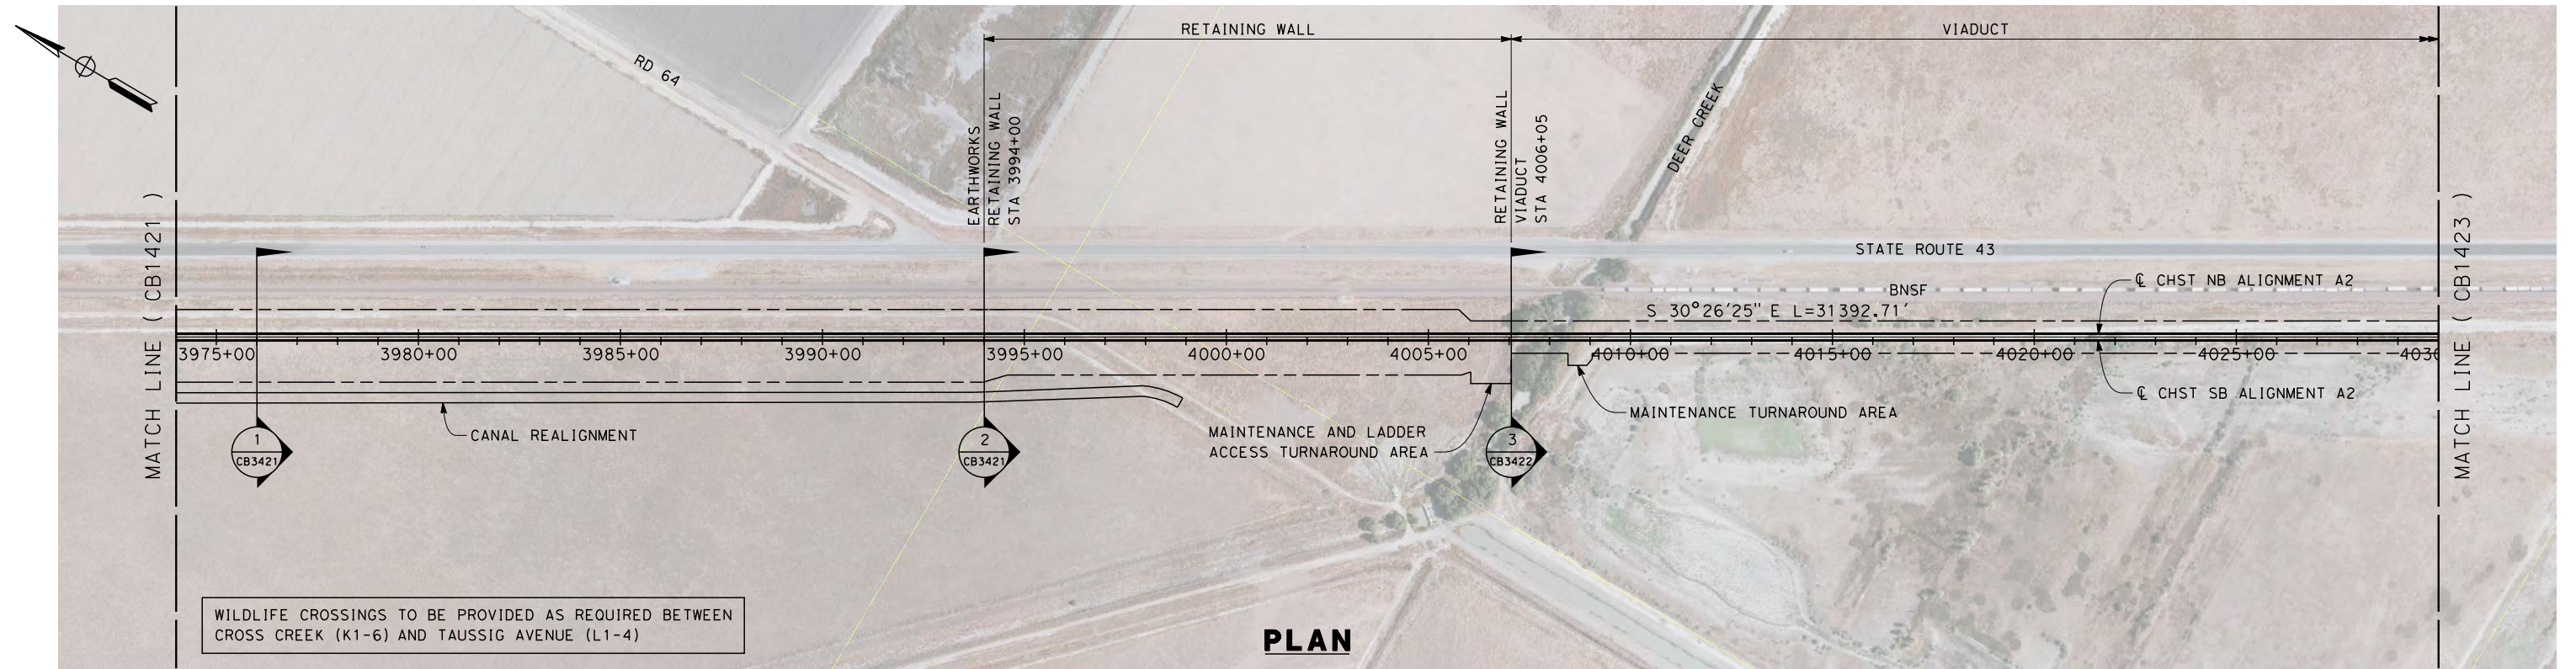 RETAINING WALL
VIADUCT
RD 64
EARTHWORKS
RETAINING WALL
STA 3994+00
RETAINING WALL
VIADUCT
STA 4006+05
DEER CREEK
MATCH LINE ( CB1421 )
STATE ROUTE 43
BNSF
S 30°26'25" E L=31392.71'
℄ CHST NB ALIGNMENT A2
MATCH LINE ( CB1423 )
3975+00
3980+00
3985+00
3990+00
3995+00
4000+00
4005+00
4010+00
4015+00
4020+00
4025+00
4030
℄ CHST SB ALIGNMENT A2
CANAL REALIGNMENT
MAINTENANCE AND LADDER
ACCESS TURNAROUND AREA
MAINTENANCE TURNAROUND AREA
1
CB3421
2
CB3421
3
CB3422
WILDLIFE CROSSINGS TO BE PROVIDED AS REQUIRED BETWEEN
CROSS CREEK (K1-6) AND TAUSSIG AVENUE (L1-4)
PLAN